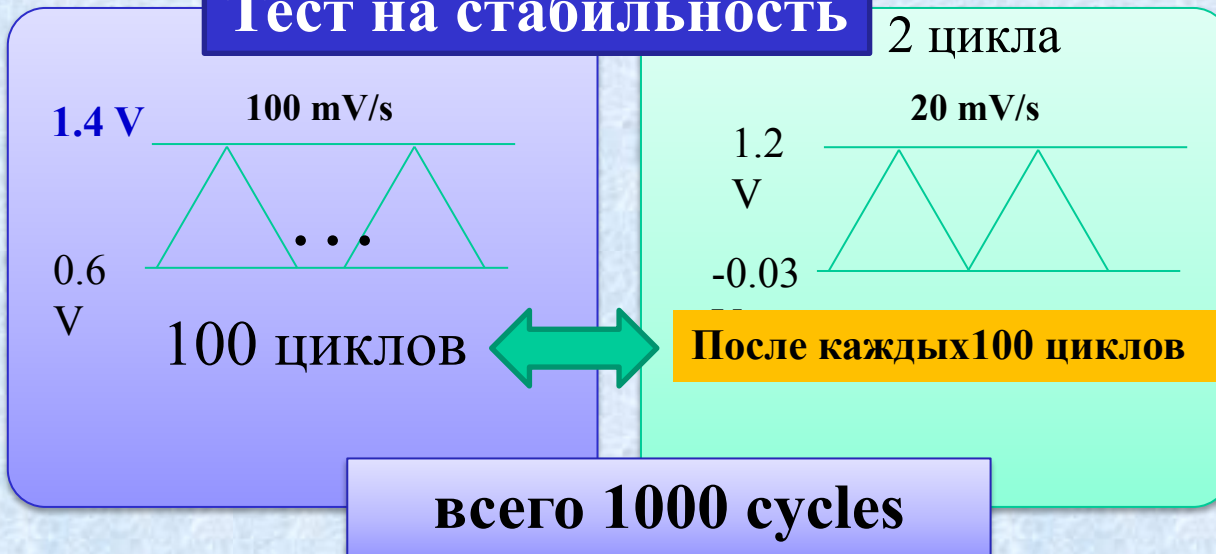 Тест на стабильность
2 цикла
1.4 V
100 mV/s
0.6
V
...
100 циклов
20 mV/s
1.2
V
-0.03
После каждых100 циклов
всего 1000 cycles